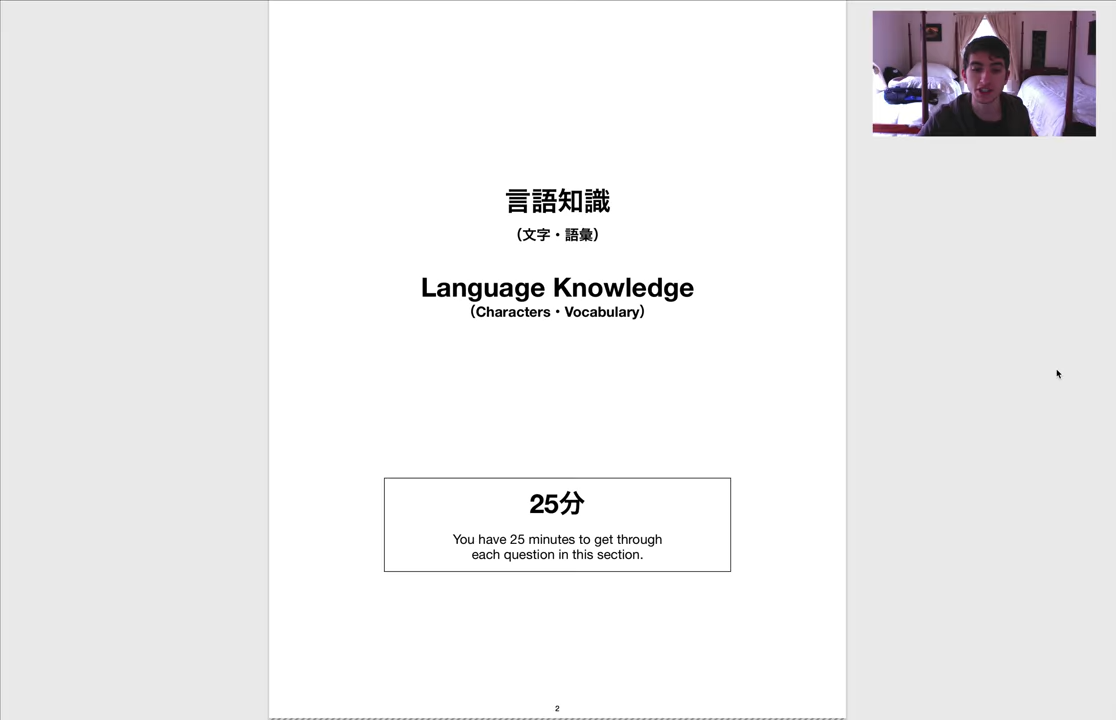 言語知識
（文字・語彙）
Language Knowledge
（Characters・Vocabulary）
25分
You have 25 minutes to get through
each question in this section.
2